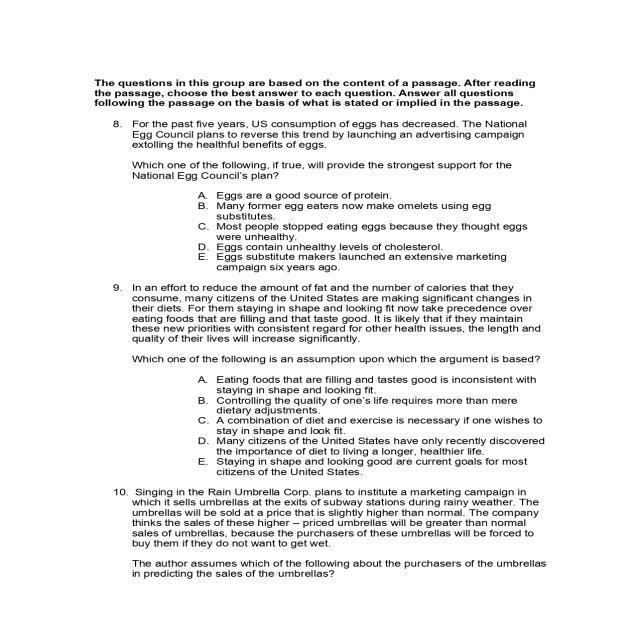 The questions in this group are based on the content of a passage. After reading
the passage, choose the best answer to each question. Answer all questions
following the passage on the basis of what is stated or implied in the passage.
8. For the past five years, US consumption of eggs has decreased. The National
Egg Council plans to reverse this trend by launching an advertising campaign
extolling the healthful benefits of eggs.
Which one of the following, if true, will provide the strongest support for the
National Egg Council's plan?
A. Eggs are a good source of protein.
B. Many former egg eaters now make omelets using egg
substitutes.
C. Most people stopped eating eggs because they thought eggs
were unhealthy.
D. Eggs contain unhealthy levels of cholesterol.
E. Eggs substitute makers launched an extensive marketing
campaign six years ago.
9. In an effort to reduce the amount of fat and the number of calories that they
consume, many citizens of the United States are making significant changes in
their diets. For them staying in shape and looking fit now take precedence over
eating foods that are filling and that taste good. It is likely that if they maintain
these new priorities with consistent regard for other health issues, the length and
quality of their lives will increase significantly.
Which one of the following is an assumption upon which the argument is based?
A. Eating foods that are filling and tastes good is inconsistent with
staying in shape and looking fit.
B. Controlling the quality of one's life requires more than mere
dietary adjustments.
C. A combination of diet and exercise is necessary if one wishes to
stay in shape and look fit.
D. Many citizens of the United States have only recently discovered
the importance of diet to living a longer, healthier life.
E. Staying in shape and looking good are current goals for most
citizens of the United States.
10. Singing in the Rain Umbrella Corp. plans to institute a marketing campaign in
which it sells umbrellas at the exits of subway stations during rainy weather. The
umbrellas will be sold at a price that is slightly higher than normal. The company
thinks the sales of these higher – priced umbrellas will be greater than normal
sales of umbrellas, because the purchasers of these umbrellas will be forced to
buy them if they do not want to get wet.
The author assumes which of the following about the purchasers of the umbrellas
in predicting the sales of the umbrellas?